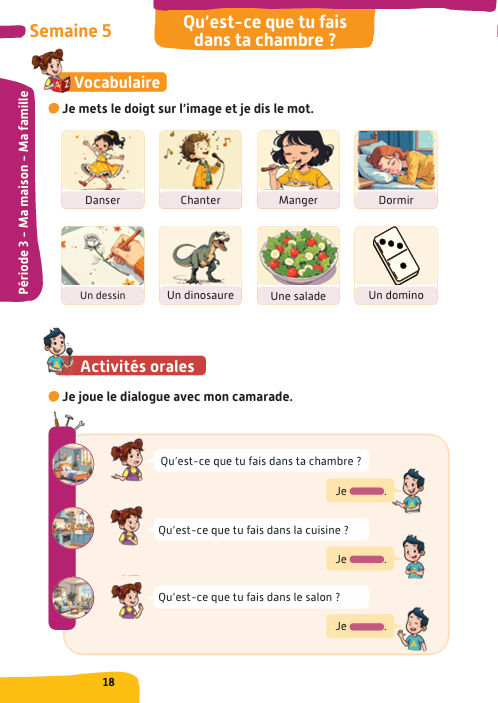 Semaine 5
Qu'est-ce que tu fais
dans ta chambre ?
Période 3 - Ma maison - Ma famille
A Z
Vocabulaire
Je mets le doigt sur l'image et je dis le mot.
Danser
Chanter
Manger
Dormir
Un dessin
Un dinosaure
Une salade
Un domino
Activités orales
Je joue le dialogue avec mon camarade.
Qu'est-ce que tu fais dans ta chambre ?
Je .
Qu'est-ce que tu fais dans la cuisine ?
Je .
Qu'est-ce que tu fais dans le salon ?
Je .
18